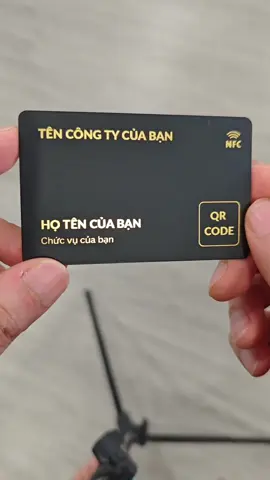 TÊN CÔNG TY CỦA BẠN
NFC
HỌ TÊN CỦA BẠN
Chức vụ của bạn
QR
CODE